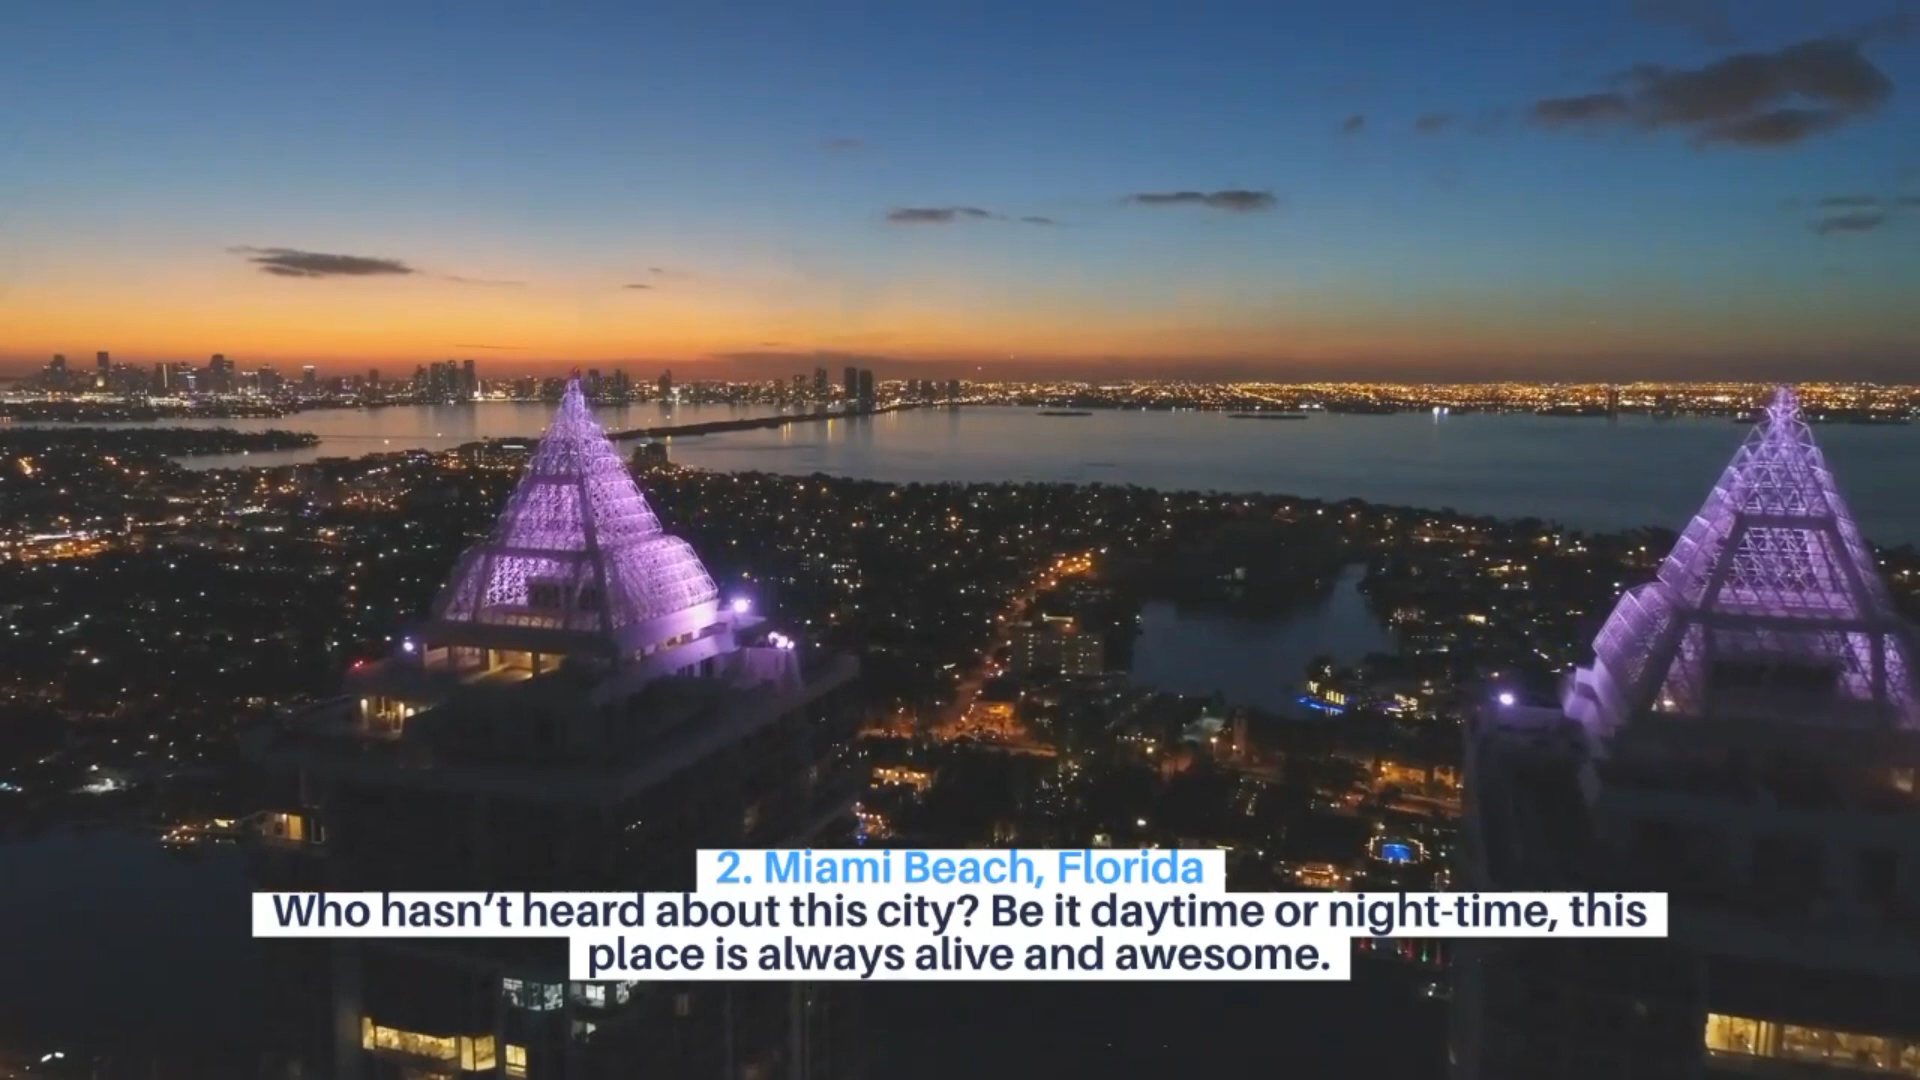 2. Miami Beach, Florida
Who hasn’t heard about this city? Be it daytime or night-time, this
place is always alive and awesome.